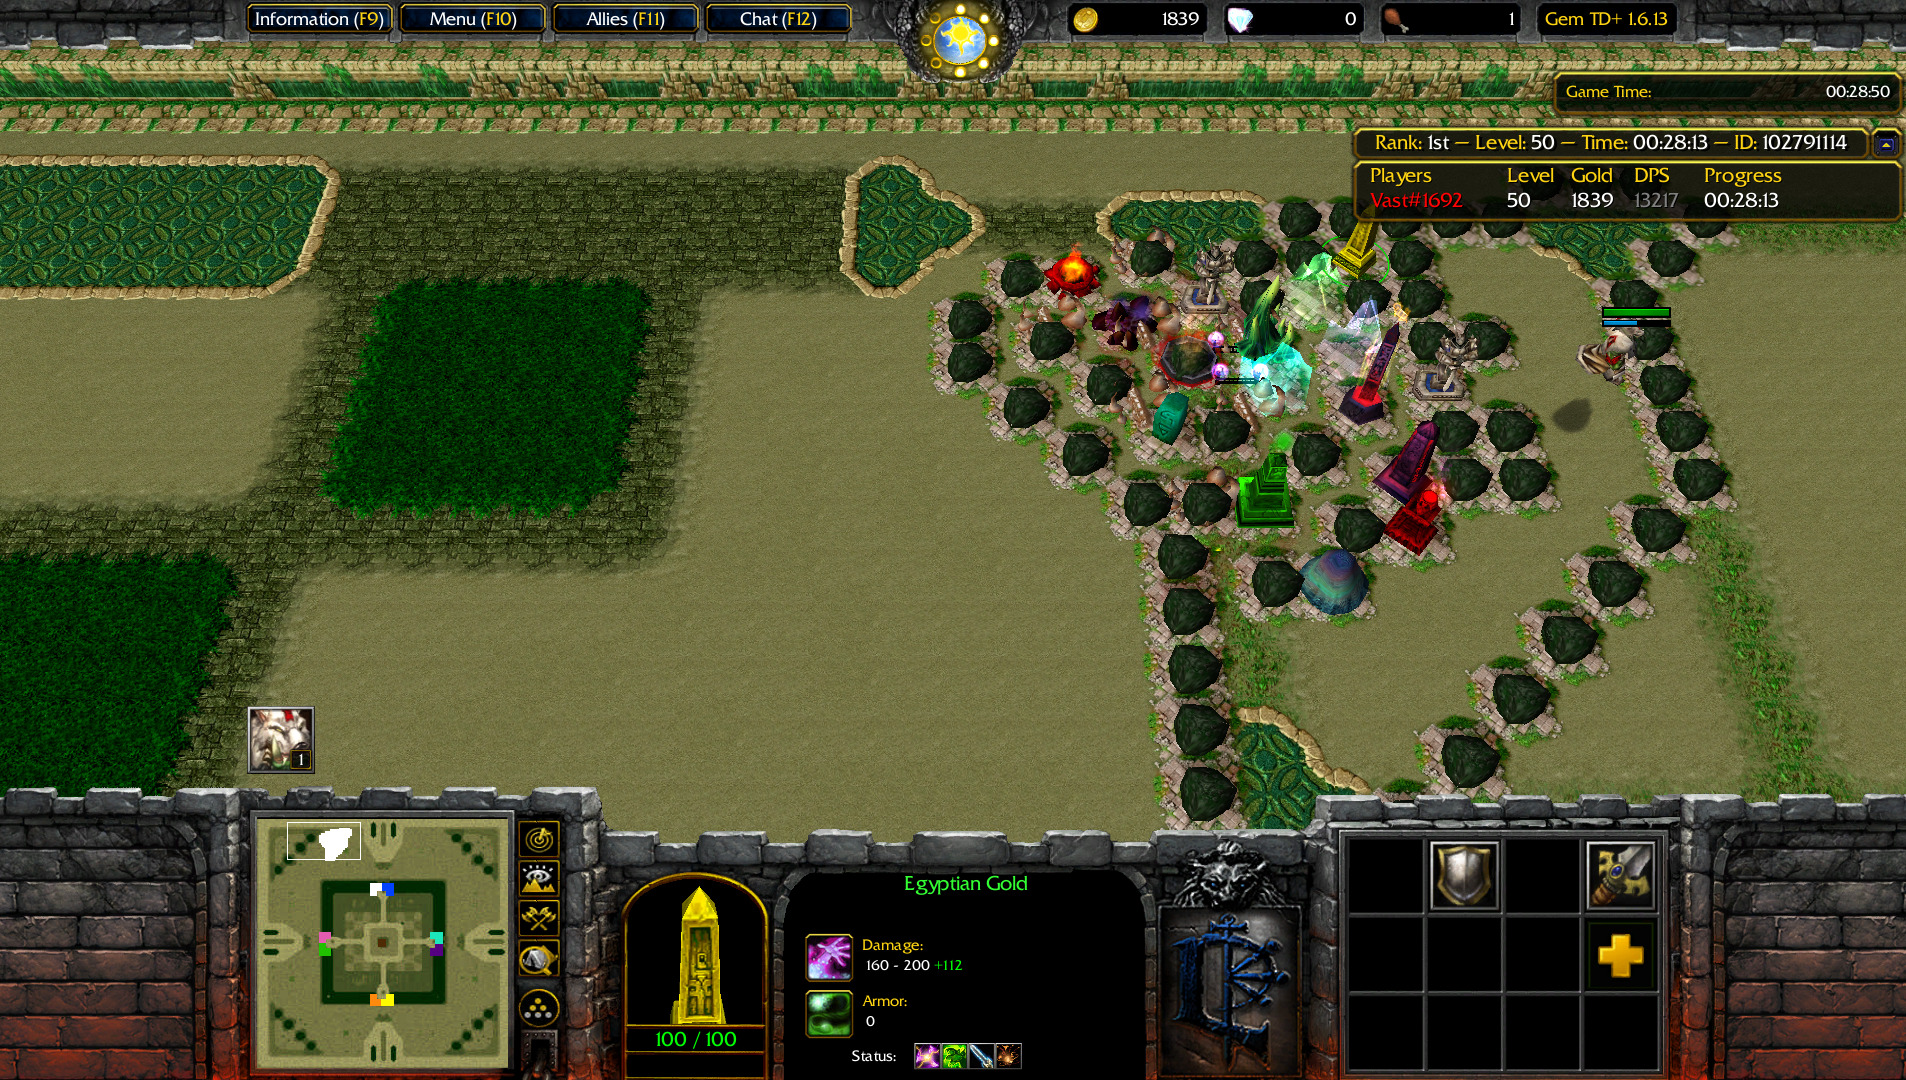 Information (F9)
Menu (F10)
Allies (F11)
Chat (F12)
1839
0
1
Gem TD+ 1.6.13
Game Time: 00:28:50
Rank: 1st – Level: 50 – Time: 00:28:13 – ID: 102791114
Players Level Gold DPS Progress
Vast#1692 50 1839 13217 00:28:13
1
Egyptian Gold
Damage:
160 - 200 +112
Armor:
0
100 / 100
Status: